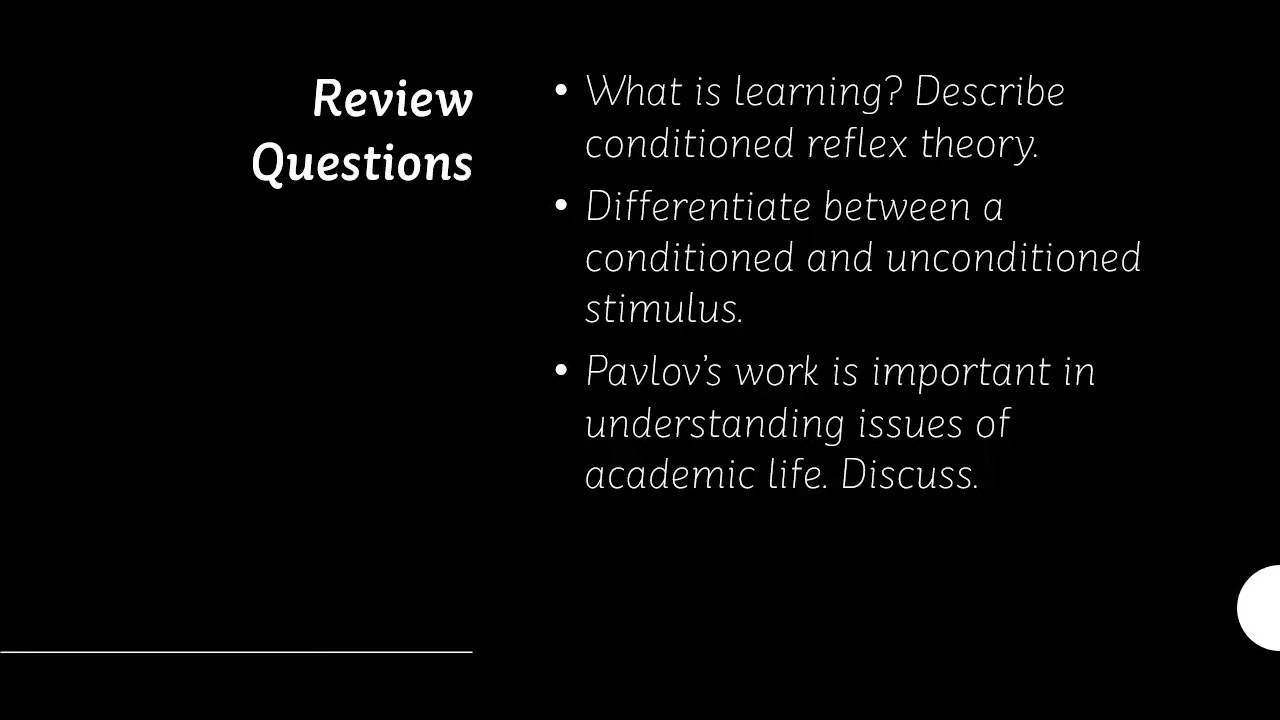 Review
Questions
• What is learning? Describe
conditioned reflex theory.
• Differentiate between a
conditioned and unconditioned
stimulus.
• Pavlov’s work is important in
understanding issues of
academic life. Discuss.